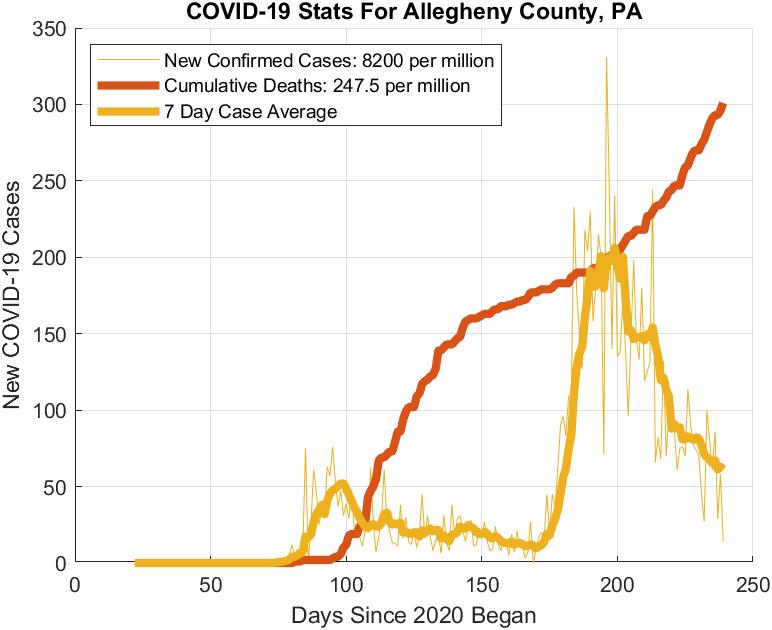 COVID-19 Stats For Allegheny County, PA
350
300
250
200
150
100
50
0
New COVID-19 Cases
New Confirmed Cases: 8200 per million
Cumulative Deaths: 247.5 per million
7 Day Case Average
0 50 100 150 200 250
Days Since 2020 Began